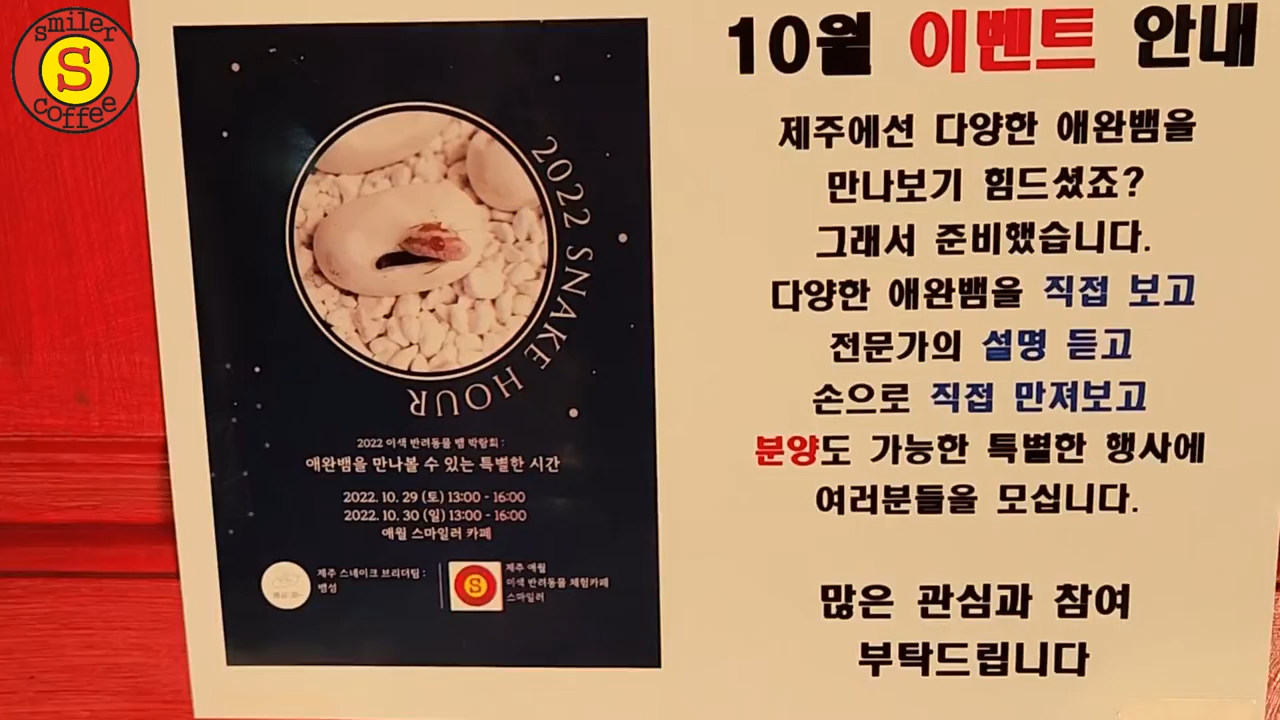 smiler
S
coffee
2022 SNAKE HOUR
2022 이색 반려동물 뱀 박람회 :
애완뱀을 만나볼 수 있는 특별한 시간
2022. 10. 29 (토) 13:00 - 16:00
2022. 10. 30 (일) 13:00 - 16:00
애월 스마일러 카페
제주 스네이크 브리더팀 :
뱀섬
S
제주 애월
이색 반려동물 체험카페
스마일러
10월 이벤트 안내
제주에선 다양한 애완뱀을
만나보기 힘드셨죠?
그래서 준비했습니다.
다양한 애완뱀을 직접 보고
전문가의 설명 듣고
손으로 직접 만져보고
분양도 가능한 특별한 행사에
여러분들을 모십니다.
많은 관심과 참여
부탁드립니다